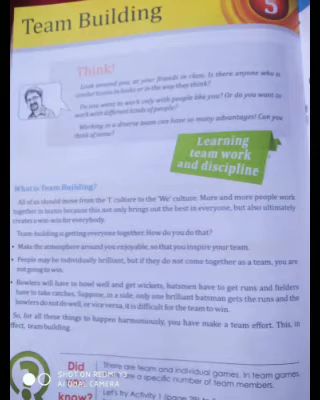 Team Building
5
Think!
Look around you, at your friends in class. Is there anyone who is
similar to you in looks or in the way they think?
Do you want to work only with people like you? Or do you want to
work with different kinds of people?
Working in a diverse team can have so many advantages! Can you
think of some?
Learning
team work
and discipline
What is Team Building?
All of us should move from the 'I' culture to the 'We' culture. More and more people work
together in teams because this not only brings out the best in everyone, but also ultimately
creates a win-win for everybody.
Team building is getting everyone together. How do you do that?
• Make the atmosphere around you enjoyable, so that you inspire your team.
• People may be individually brilliant, but if they do not come together as a team, you are
not going to win.
• Bowlers will have to bowl well and get wickets, batsmen have to get runs and fielders
have to take catches. Suppose, in a side, only one brilliant batsman gets the runs and the
bowlers do not do well, or vice versa, it is difficult for the team to win.
So, for all these things to happen harmoniously, you have make a team effort. This, in
effect, team building.
Did
know?
There are team and individual games. In team games,
are a specific number of team members.
Let's try Activity 1 (page
SHOT ON REDMI Y3
AI DUAL CAMERA